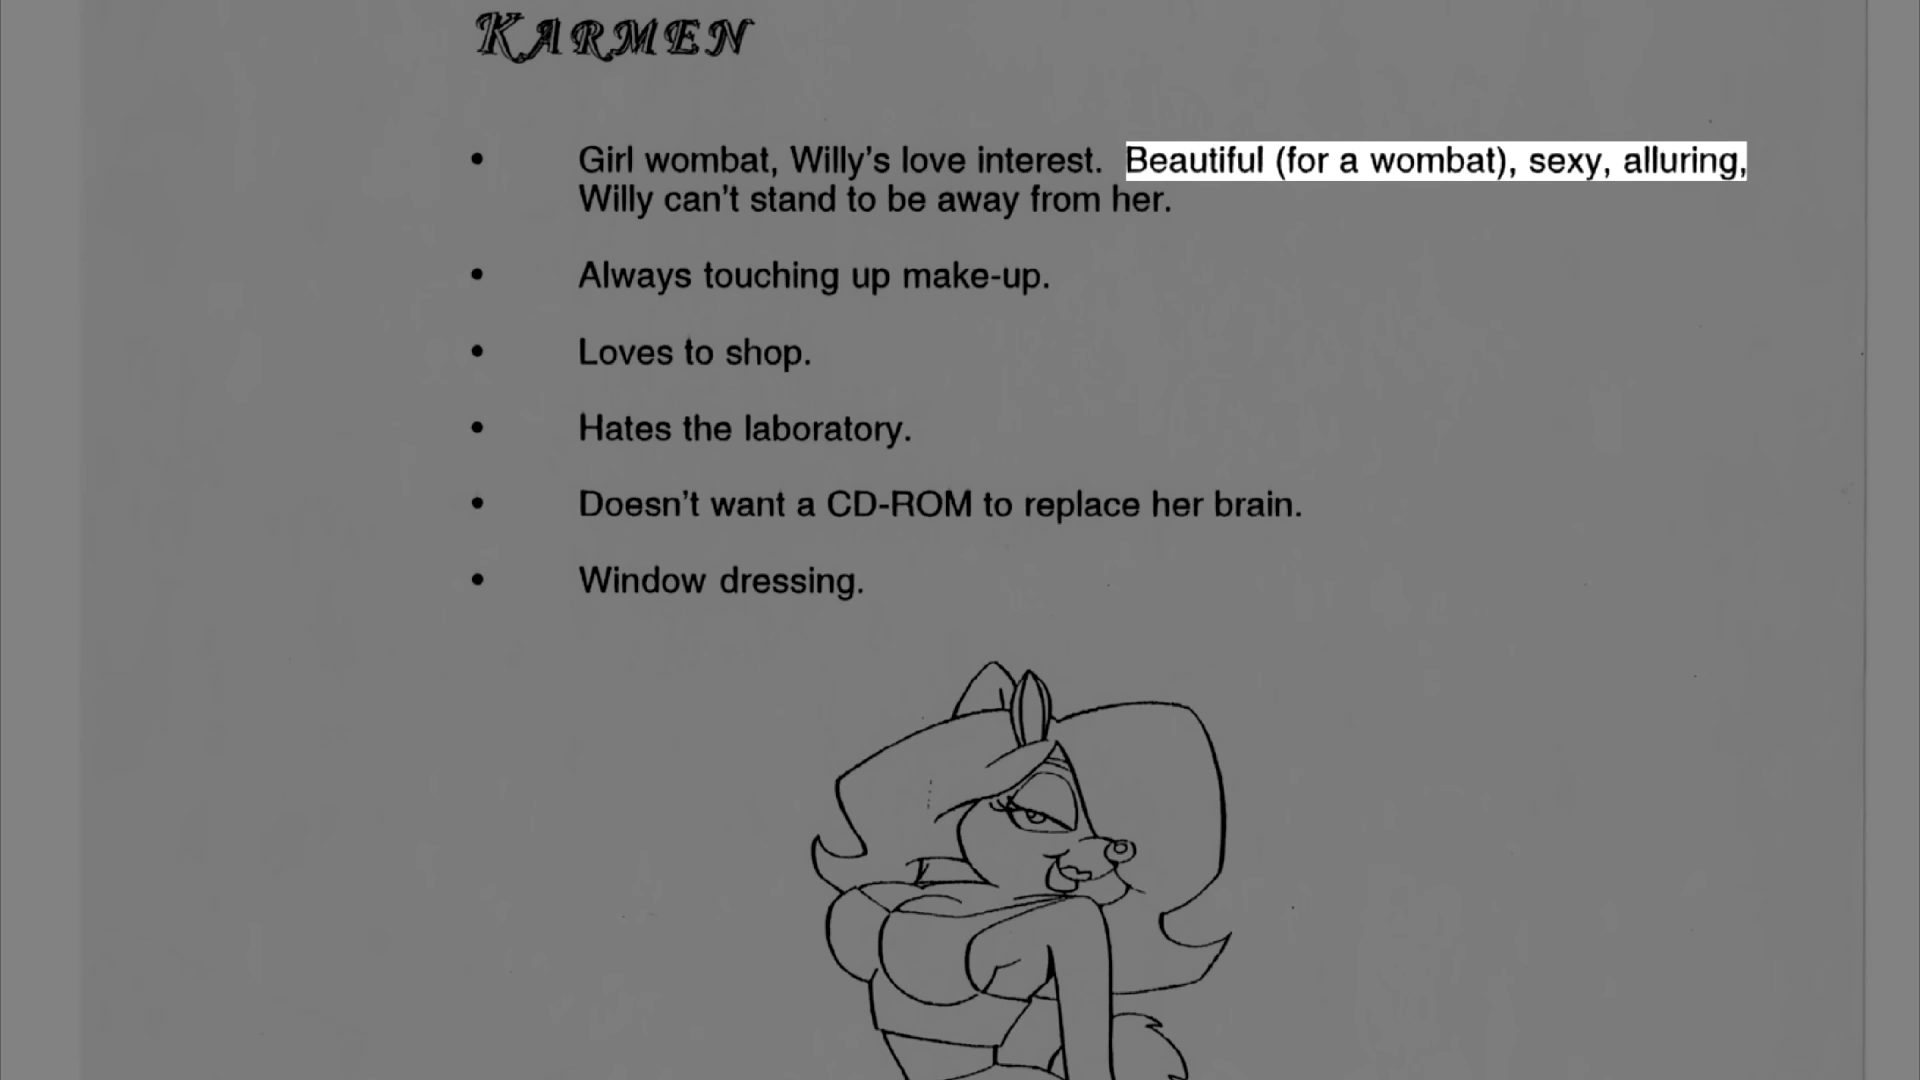 KARMEN
• Girl wombat, Willy's love interest. Beautiful (for a wombat), sexy, alluring,
Willy can't stand to be away from her.
• Always touching up make-up.
• Loves to shop.
• Hates the laboratory.
• Doesn't want a CD-ROM to replace her brain.
• Window dressing.